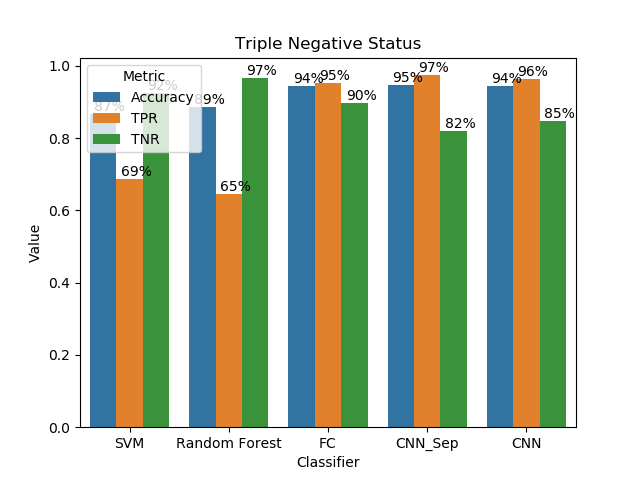 Triple Negative Status
Metric
Accuracy
TPR
TNR
87%
69%
92%
89%
65%
97%
94%
95%
90%
95%
97%
82%
94%
96%
85%
1.0
0.8
0.6
0.4
0.2
0.0
Value
SVM
Random Forest
FC
CNN_Sep
CNN
Classifier